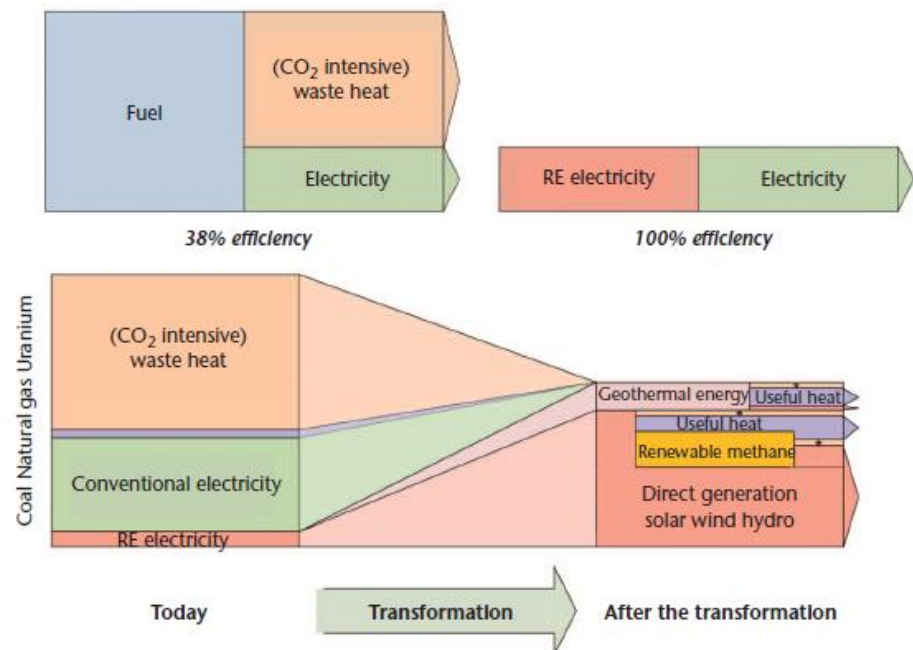 Fuel
(CO₂ intensive)
waste heat
Electricity
38% efficiency
RE electricity
Electricity
100% efficiency
Coal Natural gas Uranium
(CO₂ intensive)
waste heat
Conventional electricity
RE electricity
Geothermal energy
*
Useful heat
*
Useful heat
Renewable methane
*
Direct generation
solar wind hydro
Today
Transformation
After the transformation